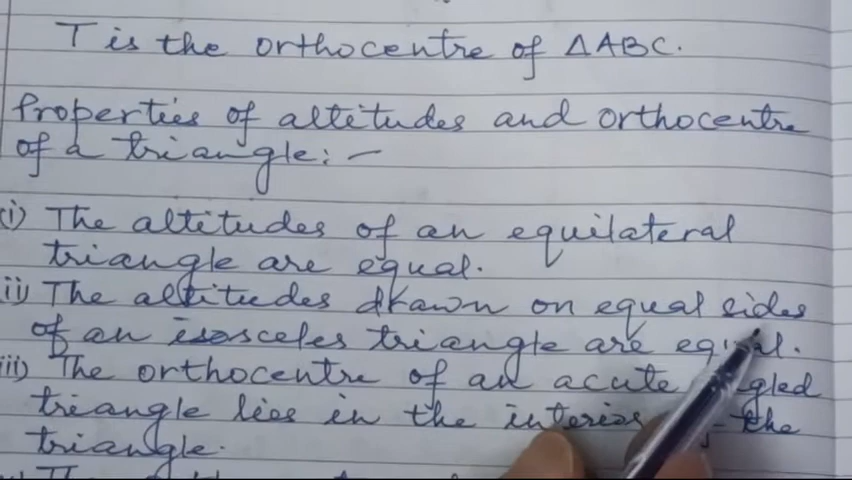 T is the orthocentre of ΔABC.
Properties of altitudes and orthocentre
of a triangle: –
(i) The altitudes of an equilateral
triangle are equal.
ii) The altitudes drawn on equal sides
of an isosceles triangle are equal.
iii) The orthocentre of an acute angled
triangle lies in the interior of the
triangle.